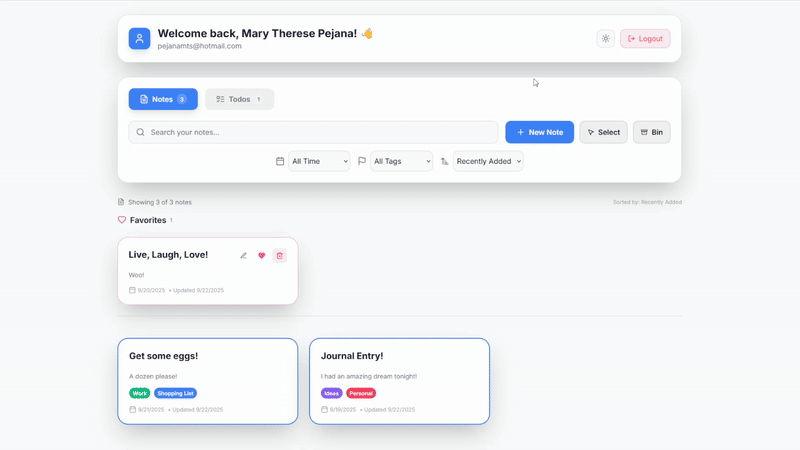 Welcome back, Mary Therese Pejana! 👋
pejanamts@hotmail.com
Logout
Notes 3
Todos 1
Search your notes...
+ New Note
Select
Bin
All Time
All Tags
Recently Added
Showing 3 of 3 notes
Sorted by: Recently Added
Favorites 1
Live, Laugh, Love!
Woo!
9/20/2025 • Updated 9/22/2025
Get some eggs!
A dozen please!
Work Shopping List
9/21/2025 • Updated 9/22/2025
Journal Entry!
I had an amazing dream tonight!
Ideas Personal
9/19/2025 • Updated 9/22/2025